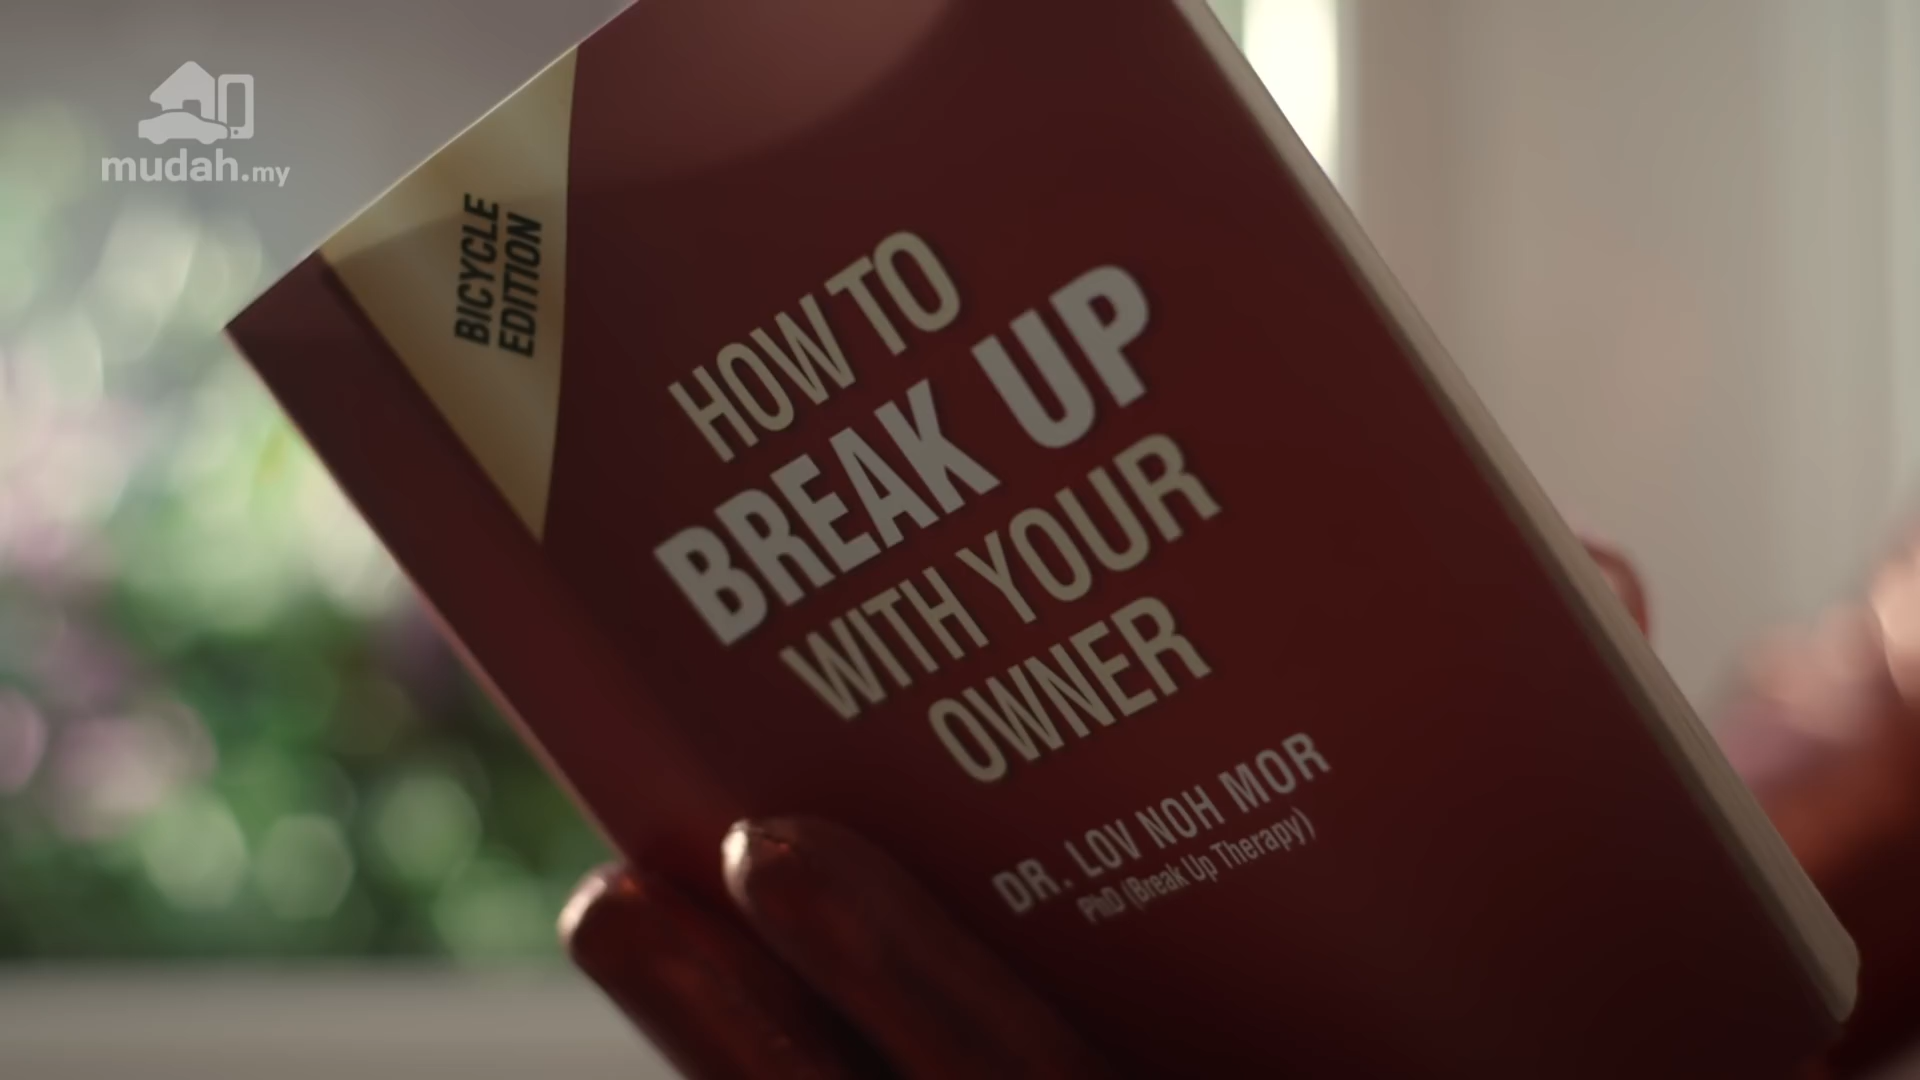 mudah.my
BICYCLE
EDITION
HOW TO
BREAK UP
WITH YOUR
OWNER
DR. LOV NOH MOR
PhD (Break Up Therapy)